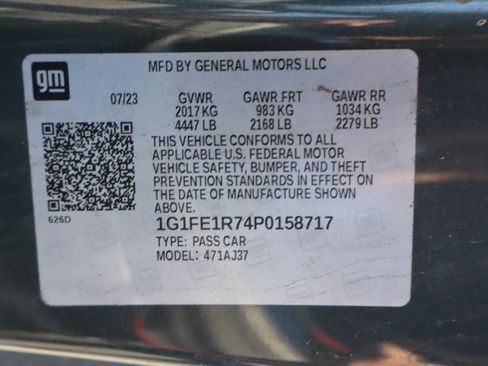 gm
MFD BY GENERAL MOTORS LLC
07/23 GVWR GAWR FRT GAWR RR
2017 KG 983 KG 1034 KG
4447 LB 2168 LB 2279 LB
THIS VEHICLE CONFORMS TO ALL
APPLICABLE U.S. FEDERAL MOTOR
VEHICLE SAFETY, BUMPER, AND THEFT
PREVENTION STANDARDS IN EFFECT ON
THE DATE OF MANUFACTURE SHOWN
ABOVE.
626D
1G1FE1R74P0158717
TYPE: PASS CAR
MODEL: 471AJ37